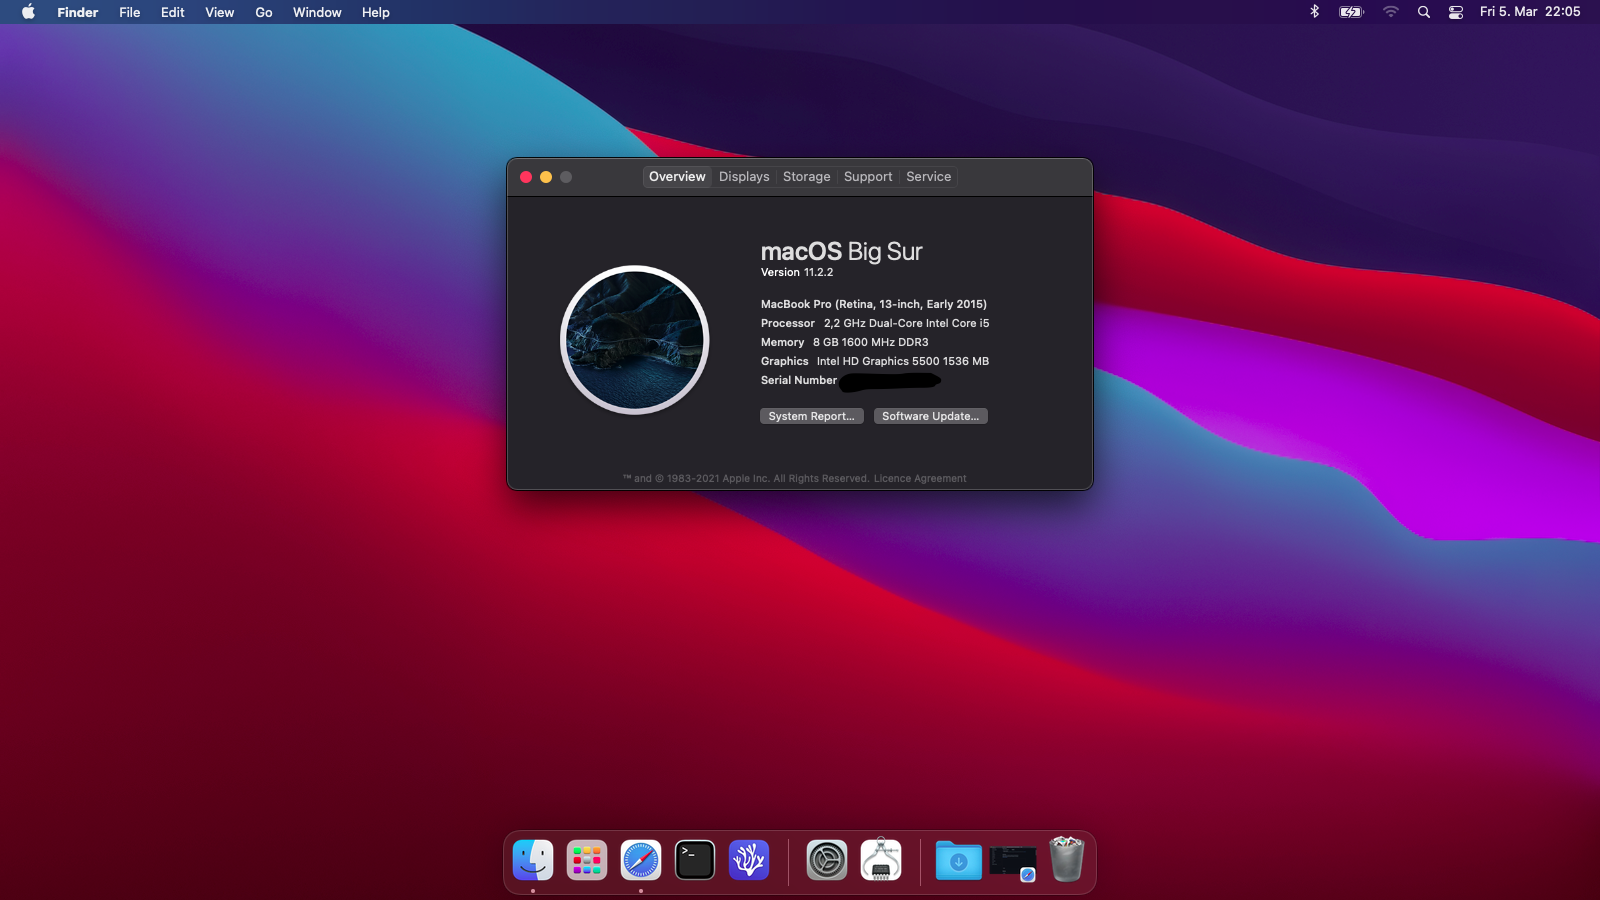 Finder File Edit View Go Window Help Fri 5. Mar 22:05
Overview Displays Storage Support Service
macOS Big Sur
Version 11.2.2
MacBook Pro (Retina, 13-inch, Early 2015)
Processor 2,2 GHz Dual-Core Intel Core i5
Memory 8 GB 1600 MHz DDR3
Graphics Intel HD Graphics 5500 1536 MB
Serial Number
System Report... Software Update...
™ and © 1983-2021 Apple Inc. All Rights Reserved. Licence Agreement
>_